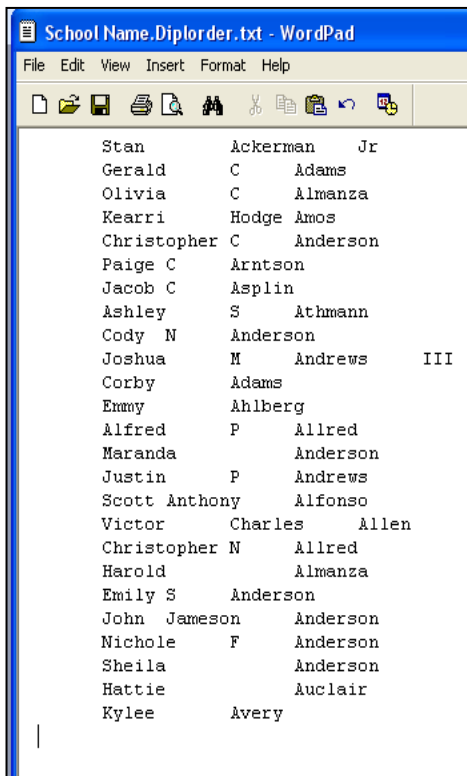 School Name.Diplorder.txt - WordPad
File Edit View Insert Format Help
Stan Ackerman Jr
Gerald C Adams
Olivia C Almanza
Kearri Hodge Amos
Christopher C Anderson
Paige C Arntson
Jacob C Asplin
Ashley S Athmann
Cody N Anderson
Joshua M Andrews III
Corby Adams
Emmy Ahlberg
Alfred P Allred
Maranda Anderson
Justin P Andrews
Scott Anthony Alfonso
Victor Charles Allen
Christopher N Allred
Harold Almanza
Emily S Anderson
John Jameson Anderson
Nichole F Anderson
Sheila Anderson
Hattie Auclair
Kylee Avery